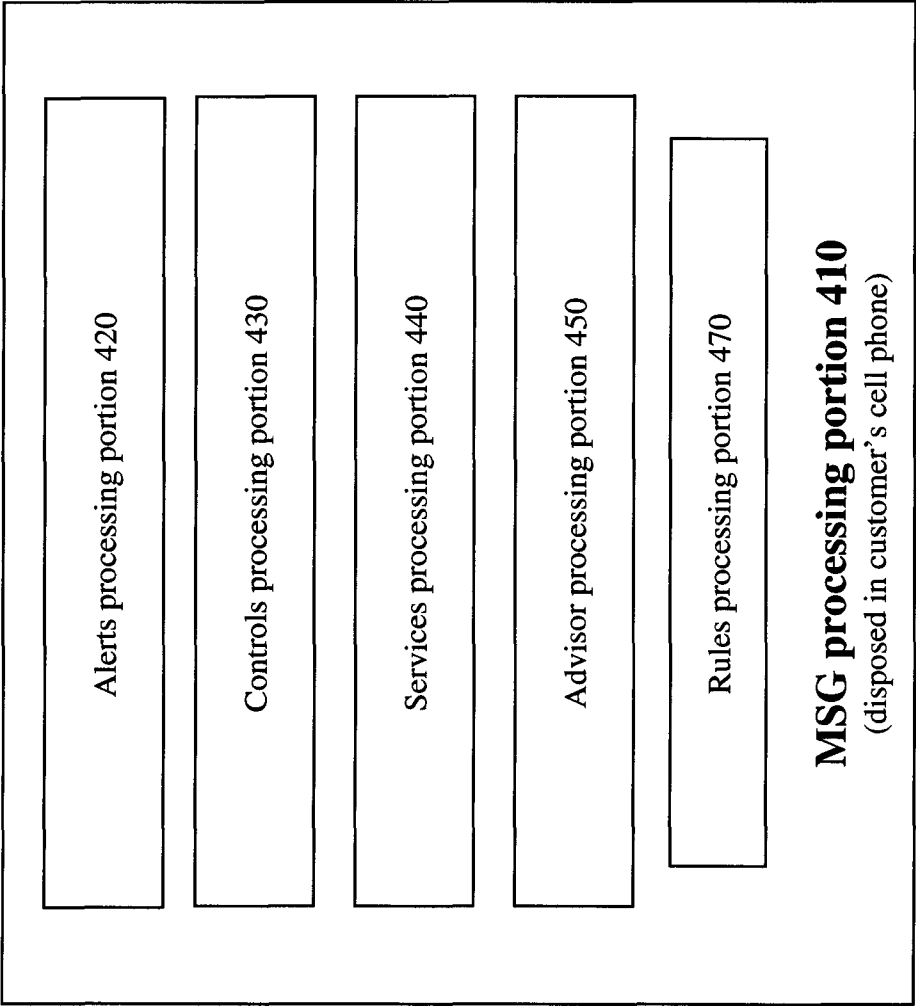 Alerts processing portion 420
Controls processing portion 430
Services processing portion 440
Advisor processing portion 450
Rules processing portion 470
MSG processing portion 410
(disposed in customer's cell phone)